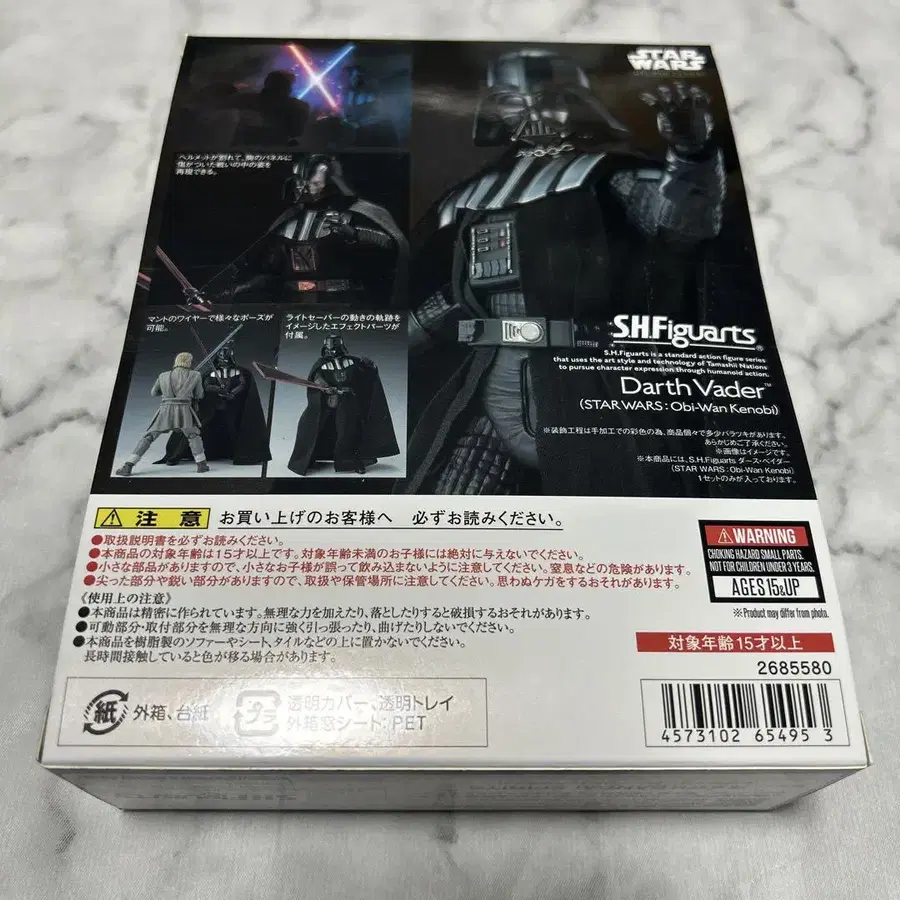 STAR
WARS
ヘルメットが割れて、胸のパネルに
傷がついた戦いの中の姿を
再現できる。
マントのワイヤーで様々なポーズが
可能。
ライトセーバーの動きの軌跡を
イメージしたエフェクトパーツが
付属。
S.H.Figuarts®
S.H.Figuarts is a standard action figure series
that uses the art style and technology of Tamashii Nations
to pursue character expression through humanoid action.
Darth Vader™
(STAR WARS : Obi-Wan Kenobi)
※装飾工程は手加工での彩色の為、商品個々で多少バラツキがあります。
あらかじめご了承ください。
※画像はイメージです。
※本商品には、S.H.Figuarts ダース・ベイダー
(STAR WARS : Obi-Wan Kenobi)
1セットのみが入っております。
注意 お買い上げのお客様へ 必ずお読みください。
●取扱説明書を必ずお読みください。
●本商品の対象年齢は15才以上です。対象年齢未満のお子様には絶対に与えないでください。
●小さな部品がありますので、小さなお子様が誤って飲み込まないように注意してください。窒息などの危険があります。
●尖った部分や鋭い部分がありますので、取扱や保管場所に注意してください。思わぬケガをするおそれがあります。
《使用上の注意》
●本商品は精密に作られています。無理な力を加えたり、落としたりすると破損するおそれがあります。
●可動部分・取付部分を無理な方向に強く引っ張ったり、曲げたりしないでください。
●本商品を樹脂製のソファーやシート、タイルなどの上に置かないでください。
長時間接触していると色が移る場合があります。
WARNING
CHOKING HAZARD SMALL PARTS.
NOT FOR CHILDREN UNDER 3 YEARS.
AGES 15&UP
※Product may differ from photo.
対象年齢15才以上
2685580
紙 外箱、台紙
プラ 透明カバー、透明トレイ
外箱窓シート:PET
4573102 65495 3